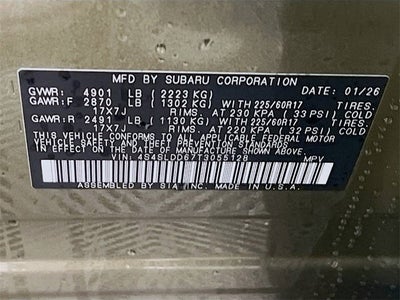 MFD BY SUBARU CORPORATION
GVWR: 4901 LB (2223 KG) DATE: 01/26
GAWR:F 2870 LB (1302 KG) WITH 225/60R17 TIRES.
17X7J RIMS. AT 230 KPA (33 PSI) COLD
GAWR:R 2491 LB (1130 KG) WITH 225/60R17 TIRES.
17X7J RIMS. AT 220 KPA (32 PSI) COLD
THIS VEHICLE CONFORMS TO ALL APPLICABLE FEDERAL MOTOR
VEHICLE SAFETY STANDARDS IN EFFECT ON THE DATE OF
MANUFACTURE SHOWN ABOVE.
VIN: 4S4SLDD67T3055128 MPV
ASSEMBLED BY SIA, INC. MADE IN U.S.A.